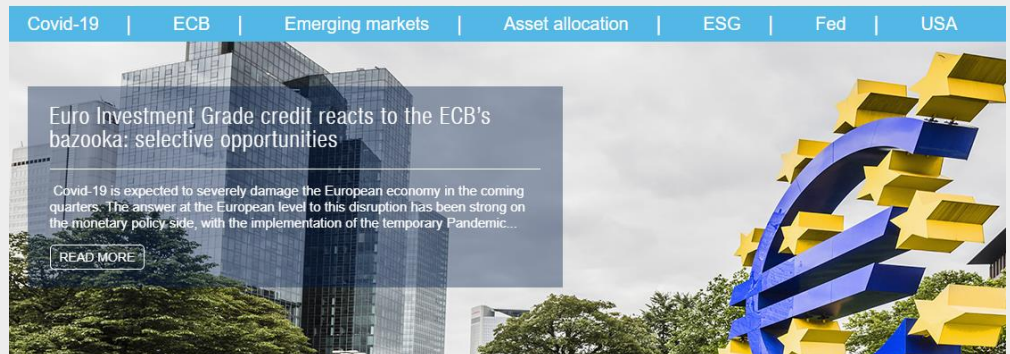 Covid-19 | ECB | Emerging markets | Asset allocation | ESG | Fed | USA
Euro Investment Grade credit reacts to the ECB's
bazooka: selective opportunities
Covid-19 is expected to severely damage the European economy in the coming
quarters. The answer at the European level to this disruption has been strong on
the monetary policy side, with the implementation of the temporary Pandemic...
READ MORE